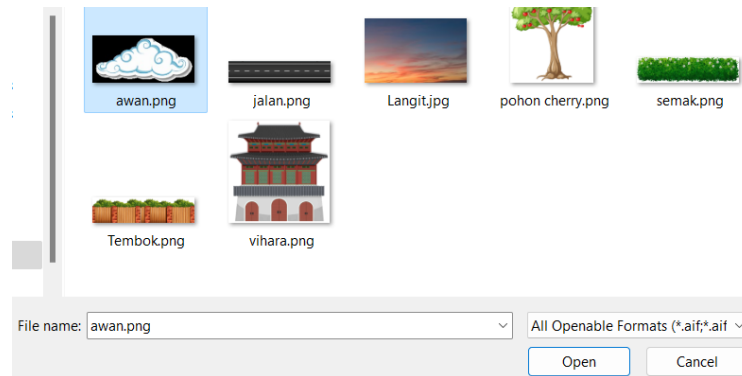 awan.png
jalan.png
Langit.jpg
pohon cherry.png
semak.png
Tembok.png
vihara.png
File name:
awan.png
All Openable Formats (*.aif;*.aif
Open
Cancel